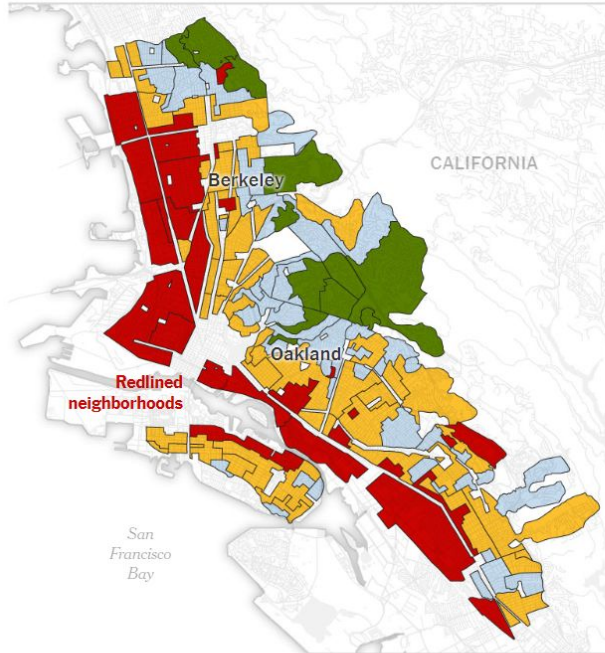 CALIFORNIA
Berkeley
Oakland
Redlined
neighborhoods
San
Francisco
Bay